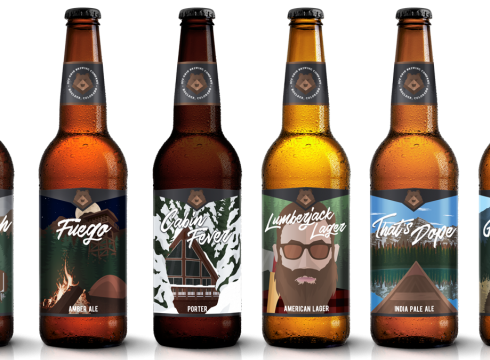 Fuego
AMBER ALE
Cabin
Fever
PORTER
Lumberjack
Lager
AMERICAN LAGER
That's Dope
INDIA PALE ALE